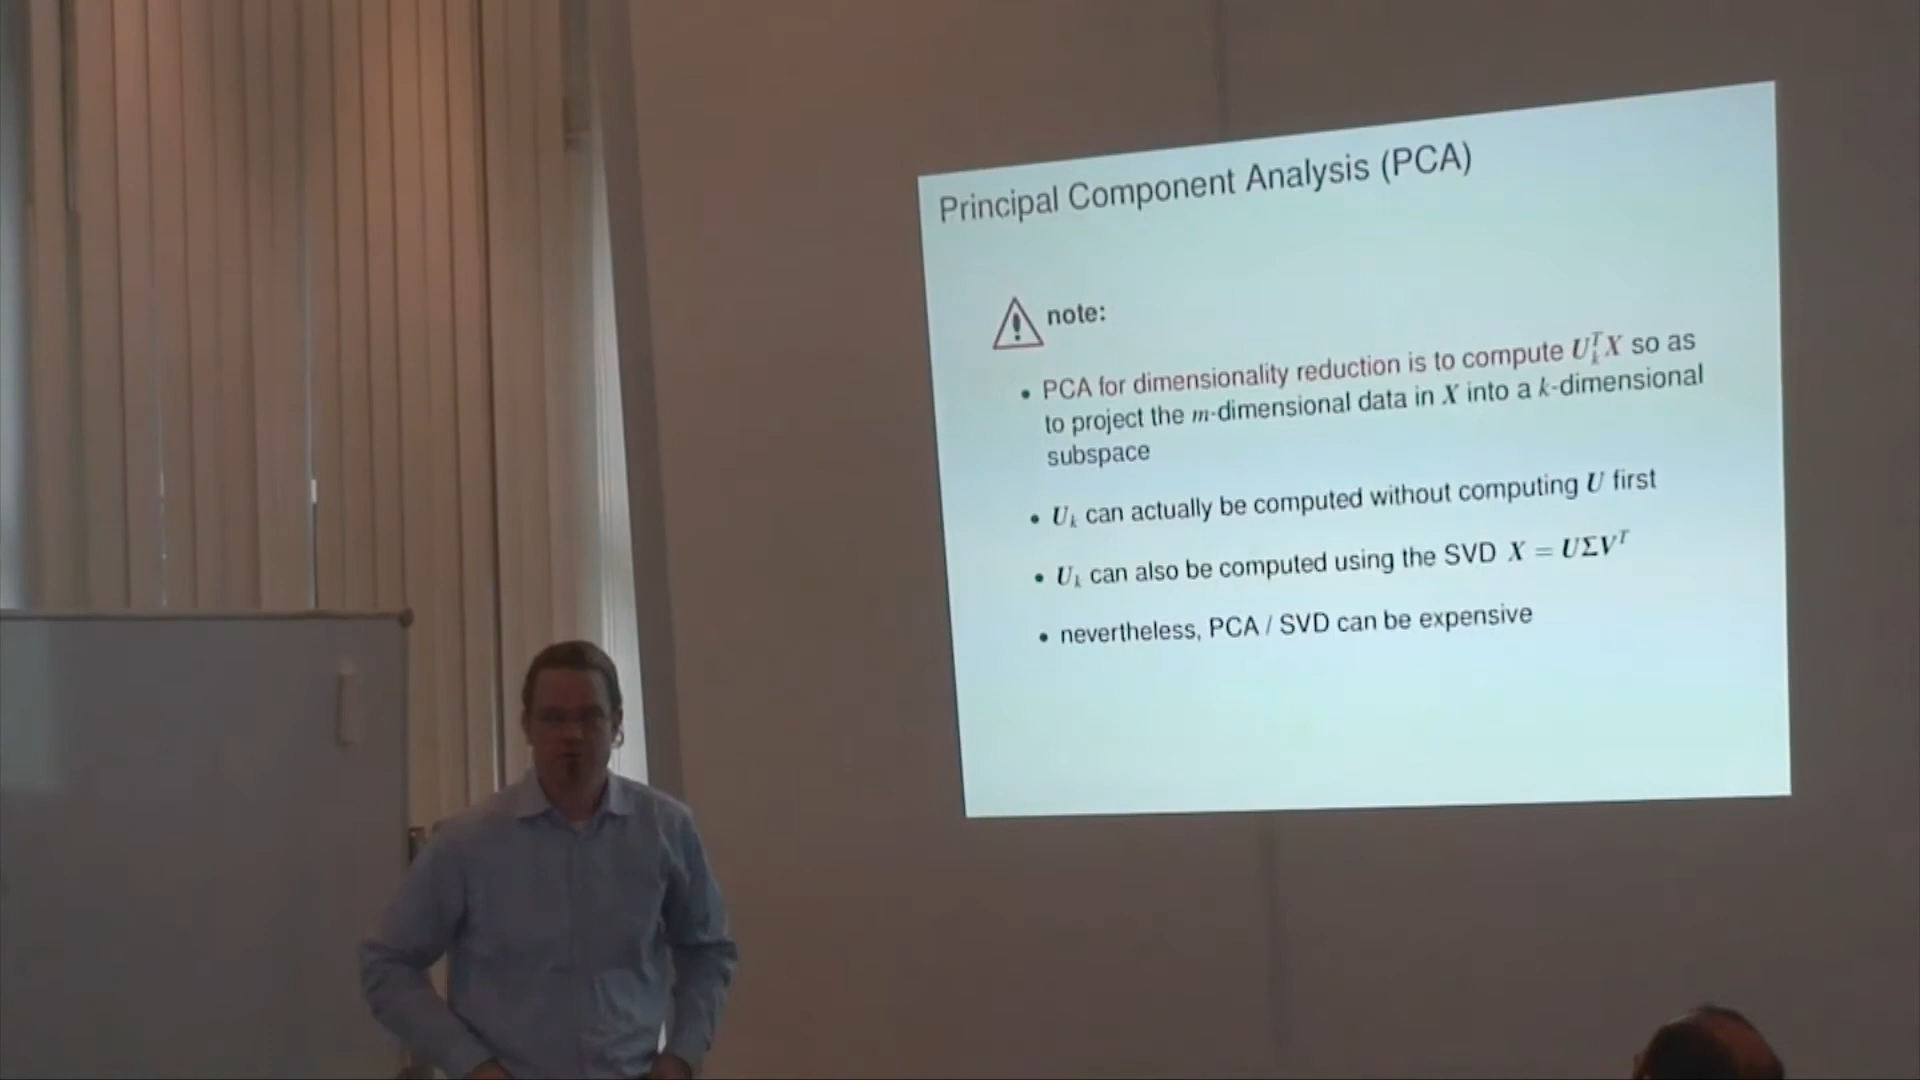 Principal Component Analysis (PCA)
note:
• PCA for dimensionality reduction is to compute $U_k^T X$ so as
to project the m-dimensional data in X into a k-dimensional
subspace
• $U_k$ can actually be computed without computing U first
• $U_k$ can also be computed using the SVD $X = U\Sigma V^T$
• nevertheless, PCA / SVD can be expensive